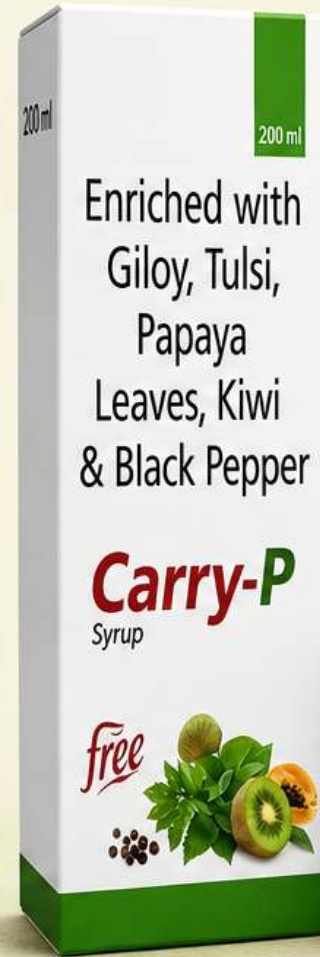 200 ml
200 ml
Enriched with
Giloy, Tulsi,
Papaya
Leaves, Kiwi
& Black Pepper
Carry-P
Syrup
free